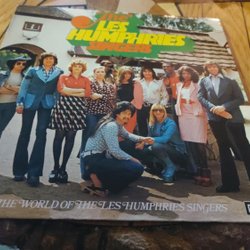 LES
HUMPHRIES
SINGERS
THE WORLD OF THE LES HUMPHRIES SINGERS